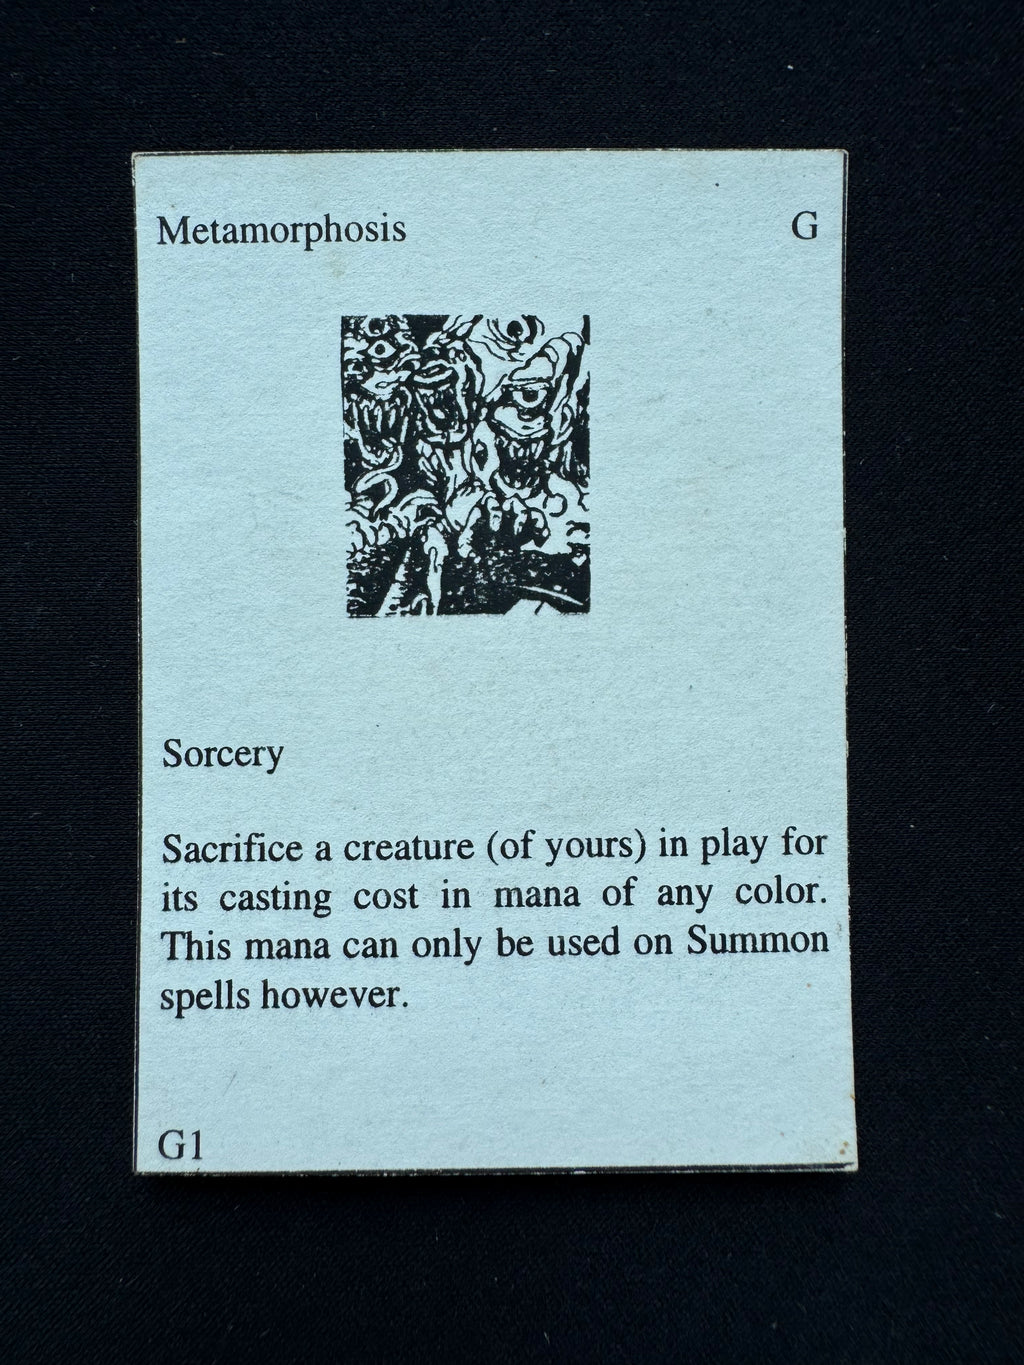 Metamorphosis G
Sorcery
Sacrifice a creature (of yours) in play for
its casting cost in mana of any color.
This mana can only be used on Summon
spells however.
G1